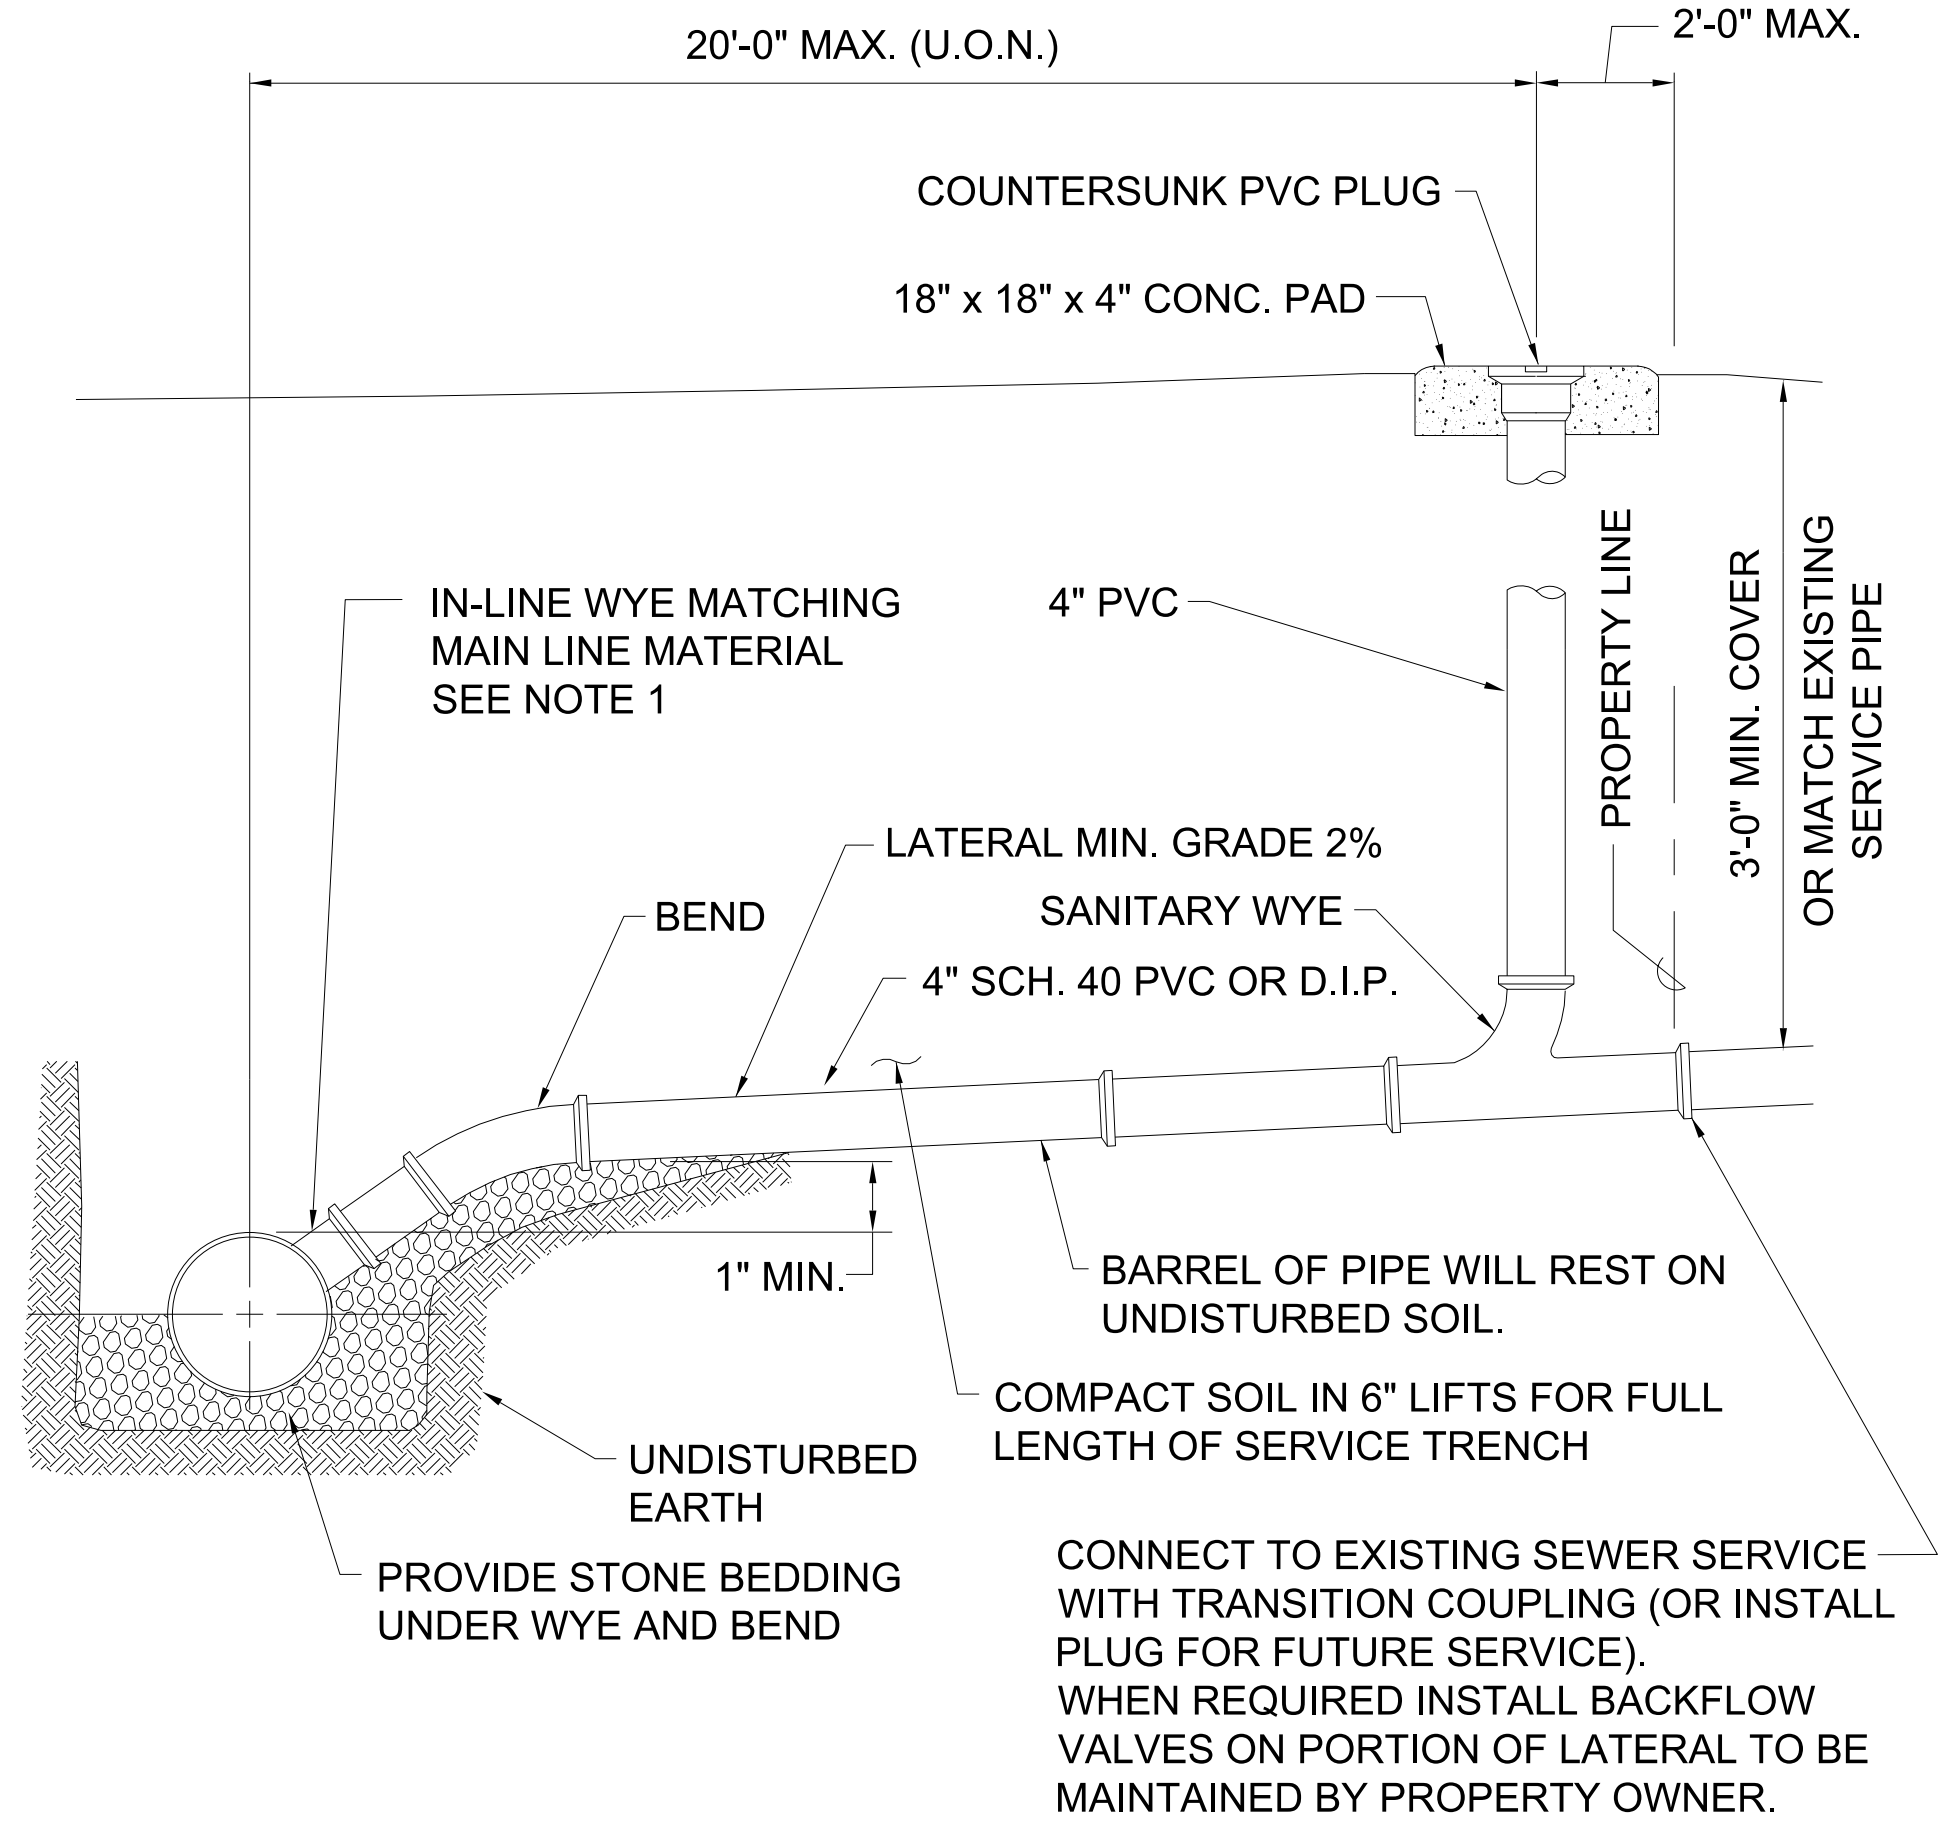 20'-0" MAX. (U.O.N.)
2'-0" MAX.
COUNTERSUNK PVC PLUG
18" x 18" x 4" CONC. PAD
IN-LINE WYE MATCHING
MAIN LINE MATERIAL
SEE NOTE 1
4" PVC
PROPERTY LINE
3'-0" MIN. COVER
OR MATCH EXISTING
SERVICE PIPE
LATERAL MIN. GRADE 2%
BEND
SANITARY WYE
4" SCH. 40 PVC OR D.I.P.
1" MIN.
BARREL OF PIPE WILL REST ON
UNDISTURBED SOIL.
COMPACT SOIL IN 6" LIFTS FOR FULL
LENGTH OF SERVICE TRENCH
UNDISTURBED
EARTH
PROVIDE STONE BEDDING
UNDER WYE AND BEND
CONNECT TO EXISTING SEWER SERVICE
WITH TRANSITION COUPLING (OR INSTALL
PLUG FOR FUTURE SERVICE).
WHEN REQUIRED INSTALL BACKFLOW
VALVES ON PORTION OF LATERAL TO BE
MAINTAINED BY PROPERTY OWNER.